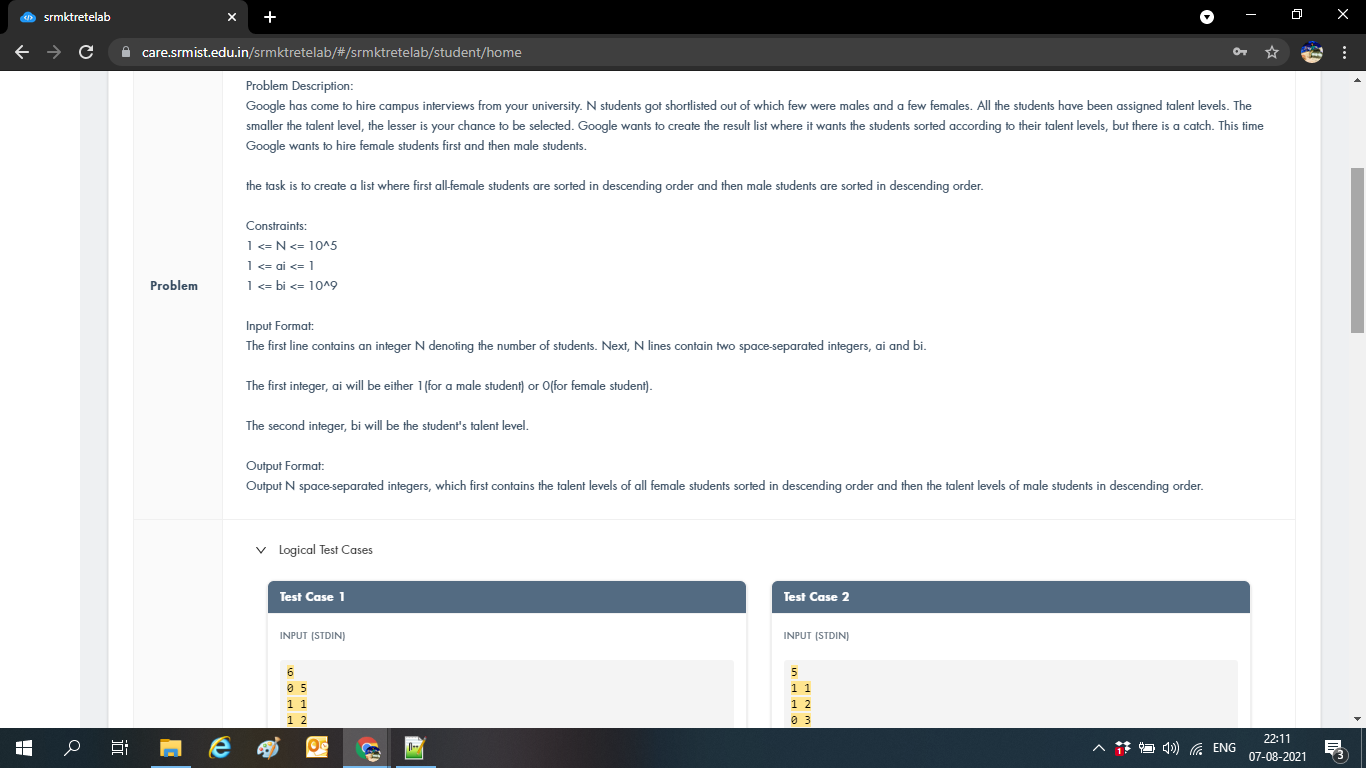 srmktretelab
care.srmist.edu.in/srmktretelab/#/srmktretelab/student/home
Problem Description:
Google has come to hire campus interviews from your university. N students got shortlisted out of which few were males and a few females. All the students have been assigned talent levels. The
smaller the talent level, the lesser is your chance to be selected. Google wants to create the result list where it wants the students sorted according to their talent levels, but there is a catch. This time
Google wants to hire female students first and then male students.
the task is to create a list where first all-female students are sorted in descending order and then male students are sorted in descending order.
Constraints:
1 <= N <= 10^5
1 <= ai <= 1
1 <= bi <= 10^9
Problem
Input Format:
The first line contains an integer N denoting the number of students. Next, N lines contain two space-separated integers, ai and bi.
The first integer, ai will be either 1(for a male student) or 0(for female student).
The second integer, bi will be the student's talent level.
Output Format:
Output N space-separated integers, which first contains the talent levels of all female students sorted in descending order and then the talent levels of male students in descending order.
Logical Test Cases
Test Case 1
INPUT (STDIN)
6
0 5
1 1
1 2
Test Case 2
INPUT (STDIN)
5
1 1
1 2
0 3
ENG
22:11
07-08-2021
3